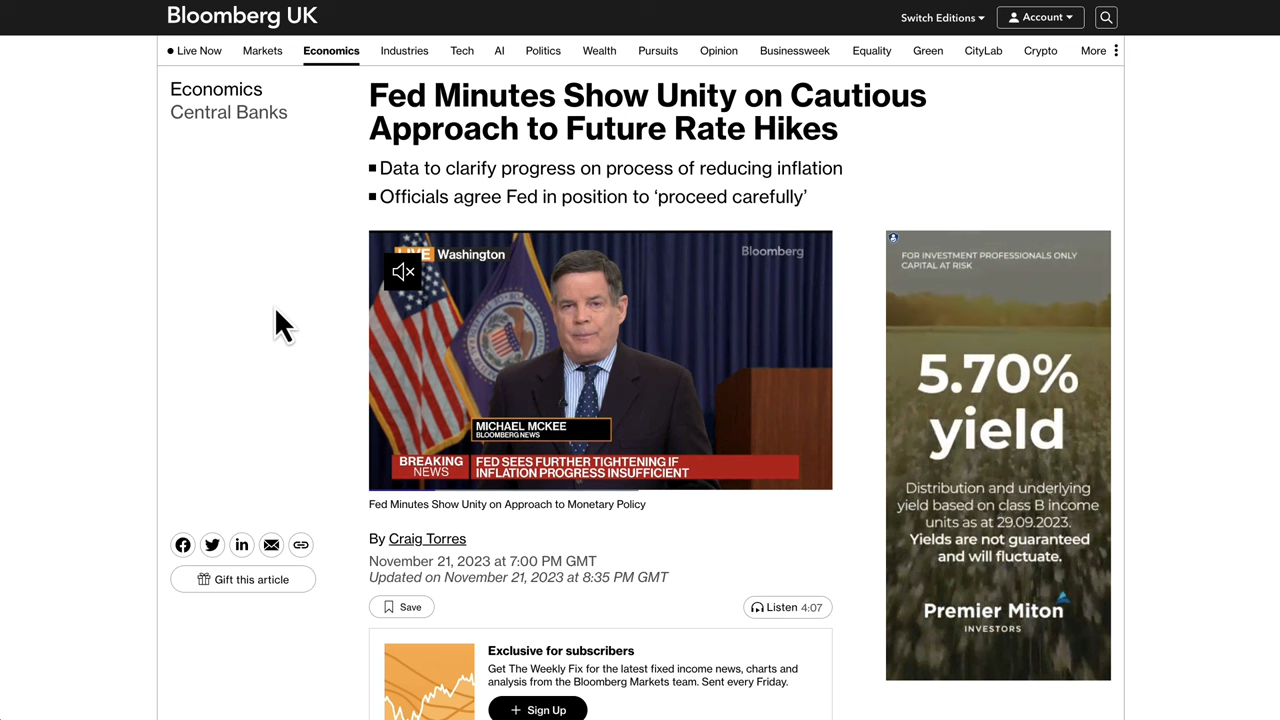 Bloomberg UK
Switch Editions
Account
Live Now
Markets
Economics
Industries
Tech
AI
Politics
Wealth
Pursuits
Opinion
Businessweek
Equality
Green
CityLab
Crypto
More
Economics
Central Banks
Fed Minutes Show Unity on Cautious
Approach to Future Rate Hikes
Data to clarify progress on process of reducing inflation
Officials agree Fed in position to ‘proceed carefully’
LIVE Washington
Bloomberg
MICHAEL MCKEE
BLOOMBERG NEWS
BREAKING
NEWS
FED SEES FURTHER TIGHTENING IF
INFLATION PROGRESS INSUFFICIENT
Fed Minutes Show Unity on Approach to Monetary Policy
FOR INVESTMENT PROFESSIONALS ONLY
CAPITAL AT RISK
5.70%
yield
Distribution and underlying
yield based on class B income
units as at 29.09.2023.
Yields are not guaranteed
and will fluctuate.
Premier Miton
INVESTORS
By Craig Torres
November 21, 2023 at 7:00 PM GMT
Updated on November 21, 2023 at 8:35 PM GMT
Gift this article
Save
Listen 4:07
Exclusive for subscribers
Get The Weekly Fix for the latest fixed income news, charts and
analysis from the Bloomberg Markets team. Sent every Friday.
+ Sign Up